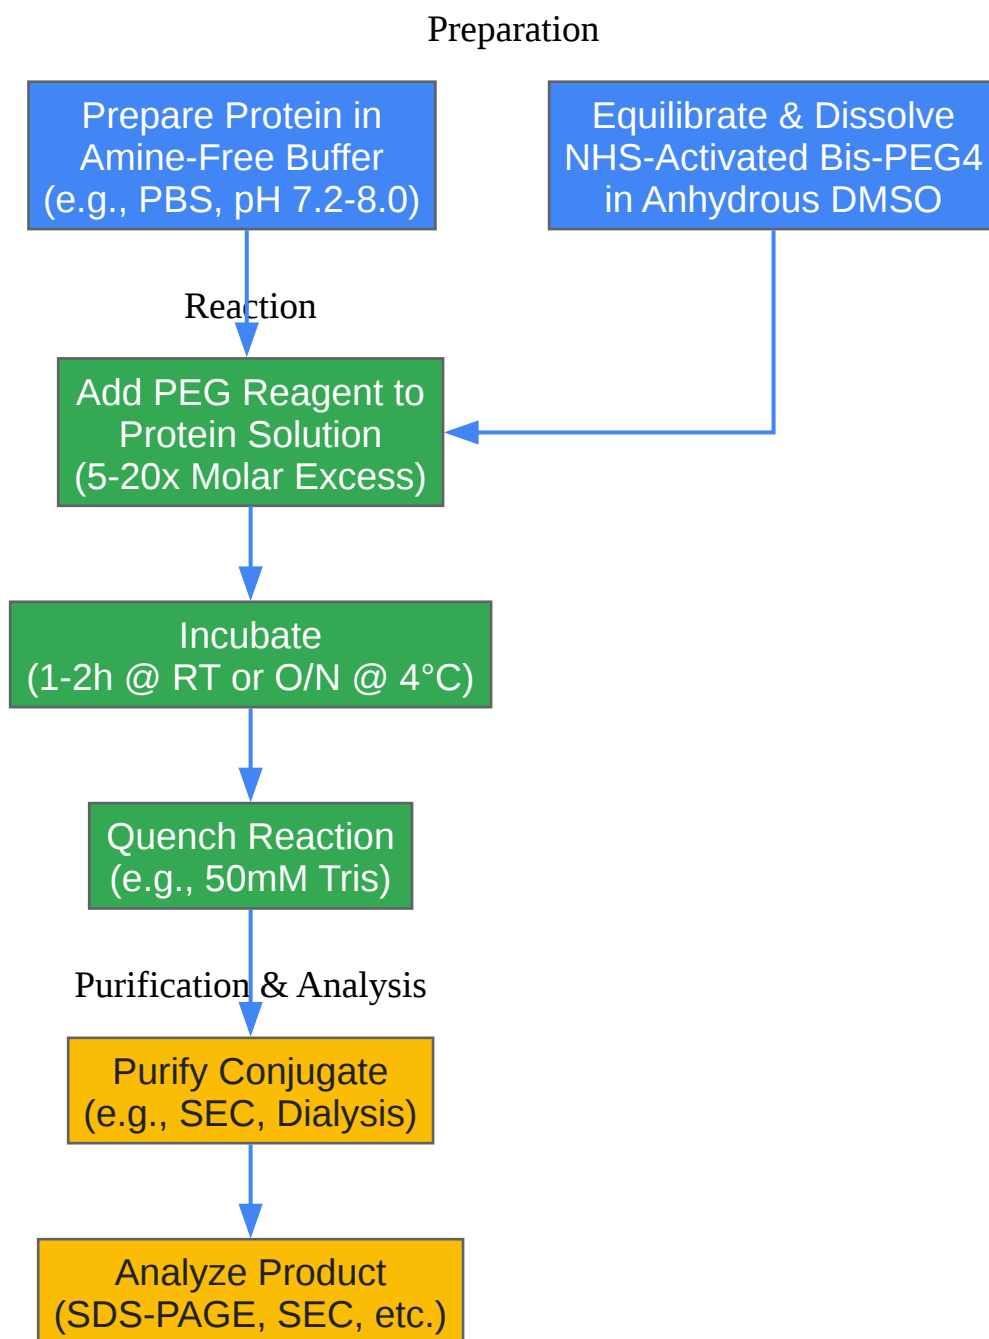 Preparation
Prepare Protein in
Amine-Free Buffer
(e.g., PBS, pH 7.2-8.0)
Equilibrate & Dissolve
NHS-Activated Bis-PEG4
in Anhydrous DMSO
Reaction
Add PEG Reagent to
Protein Solution
(5-20x Molar Excess)
Incubate
(1-2h @ RT or O/N @ 4°C)
Quench Reaction
(e.g., 50mM Tris)
Purification & Analysis
Purify Conjugate
(e.g., SEC, Dialysis)
Analyze Product
(SDS-PAGE, SEC, etc.)